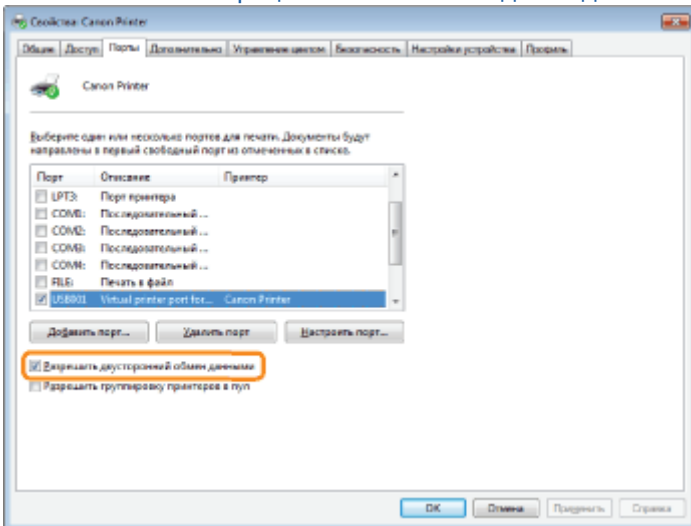 Свойства: Canon Printer
Общие Доступ Порты Дополнительно Управление цветом Безопасность Настройки устройства Профиль
Canon Printer
Выберите один или несколько портов для печати. Документы будут
направлены в первый свободный порт из отмеченных в списке.
Порт Описание Принтер
LPT3: Порт принтера
COM1: Последовательный ...
COM2: Последовательный ...
COM3: Последовательный ...
COM4: Последовательный ...
FILE: Печать в файл
USB001 Virtual printer port for... Canon Printer
Добавить порт... Удалить порт Настроить порт...
Разрешить двусторонний обмен данными
Разрешить группировку принтеров в пул
OK Отмена Применить Справка